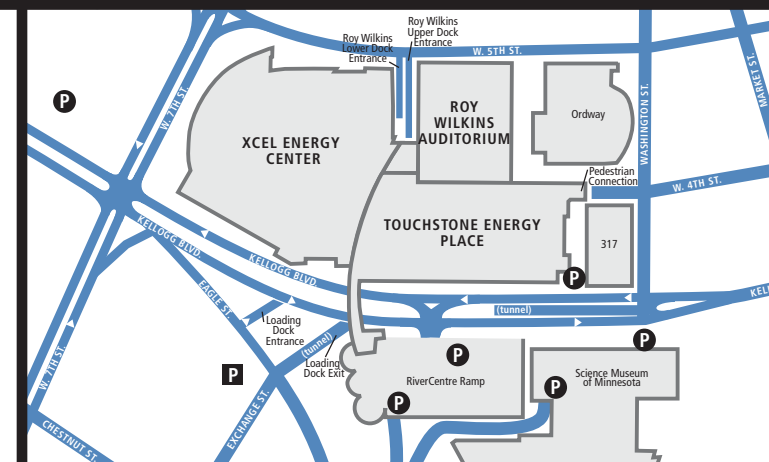 Roy Wilkins
Upper Dock
Entrance
Roy Wilkins
Lower Dock
Entrance
W. 5TH ST.
MARKET ST.
P
W. 7TH ST.
XCEL ENERGY
CENTER
ROY
WILKINS
AUDITORIUM
Ordway
WASHINGTON ST.
Pedestrian
Connection
W. 4TH ST.
KELLOGG BLVD.
KELLOGG BLVD.
TOUCHSTONE ENERGY
PLACE
317
P
KEL
(tunnel)
EAGLE ST.
Loading
Dock
Entrance
(tunnel)
Loading
Dock Exit
P
P
P
RiverCentre Ramp
Science Museum
of Minnesota
P
P
W. 7TH ST.
EXCHANGE ST.
CHESTNUT ST.